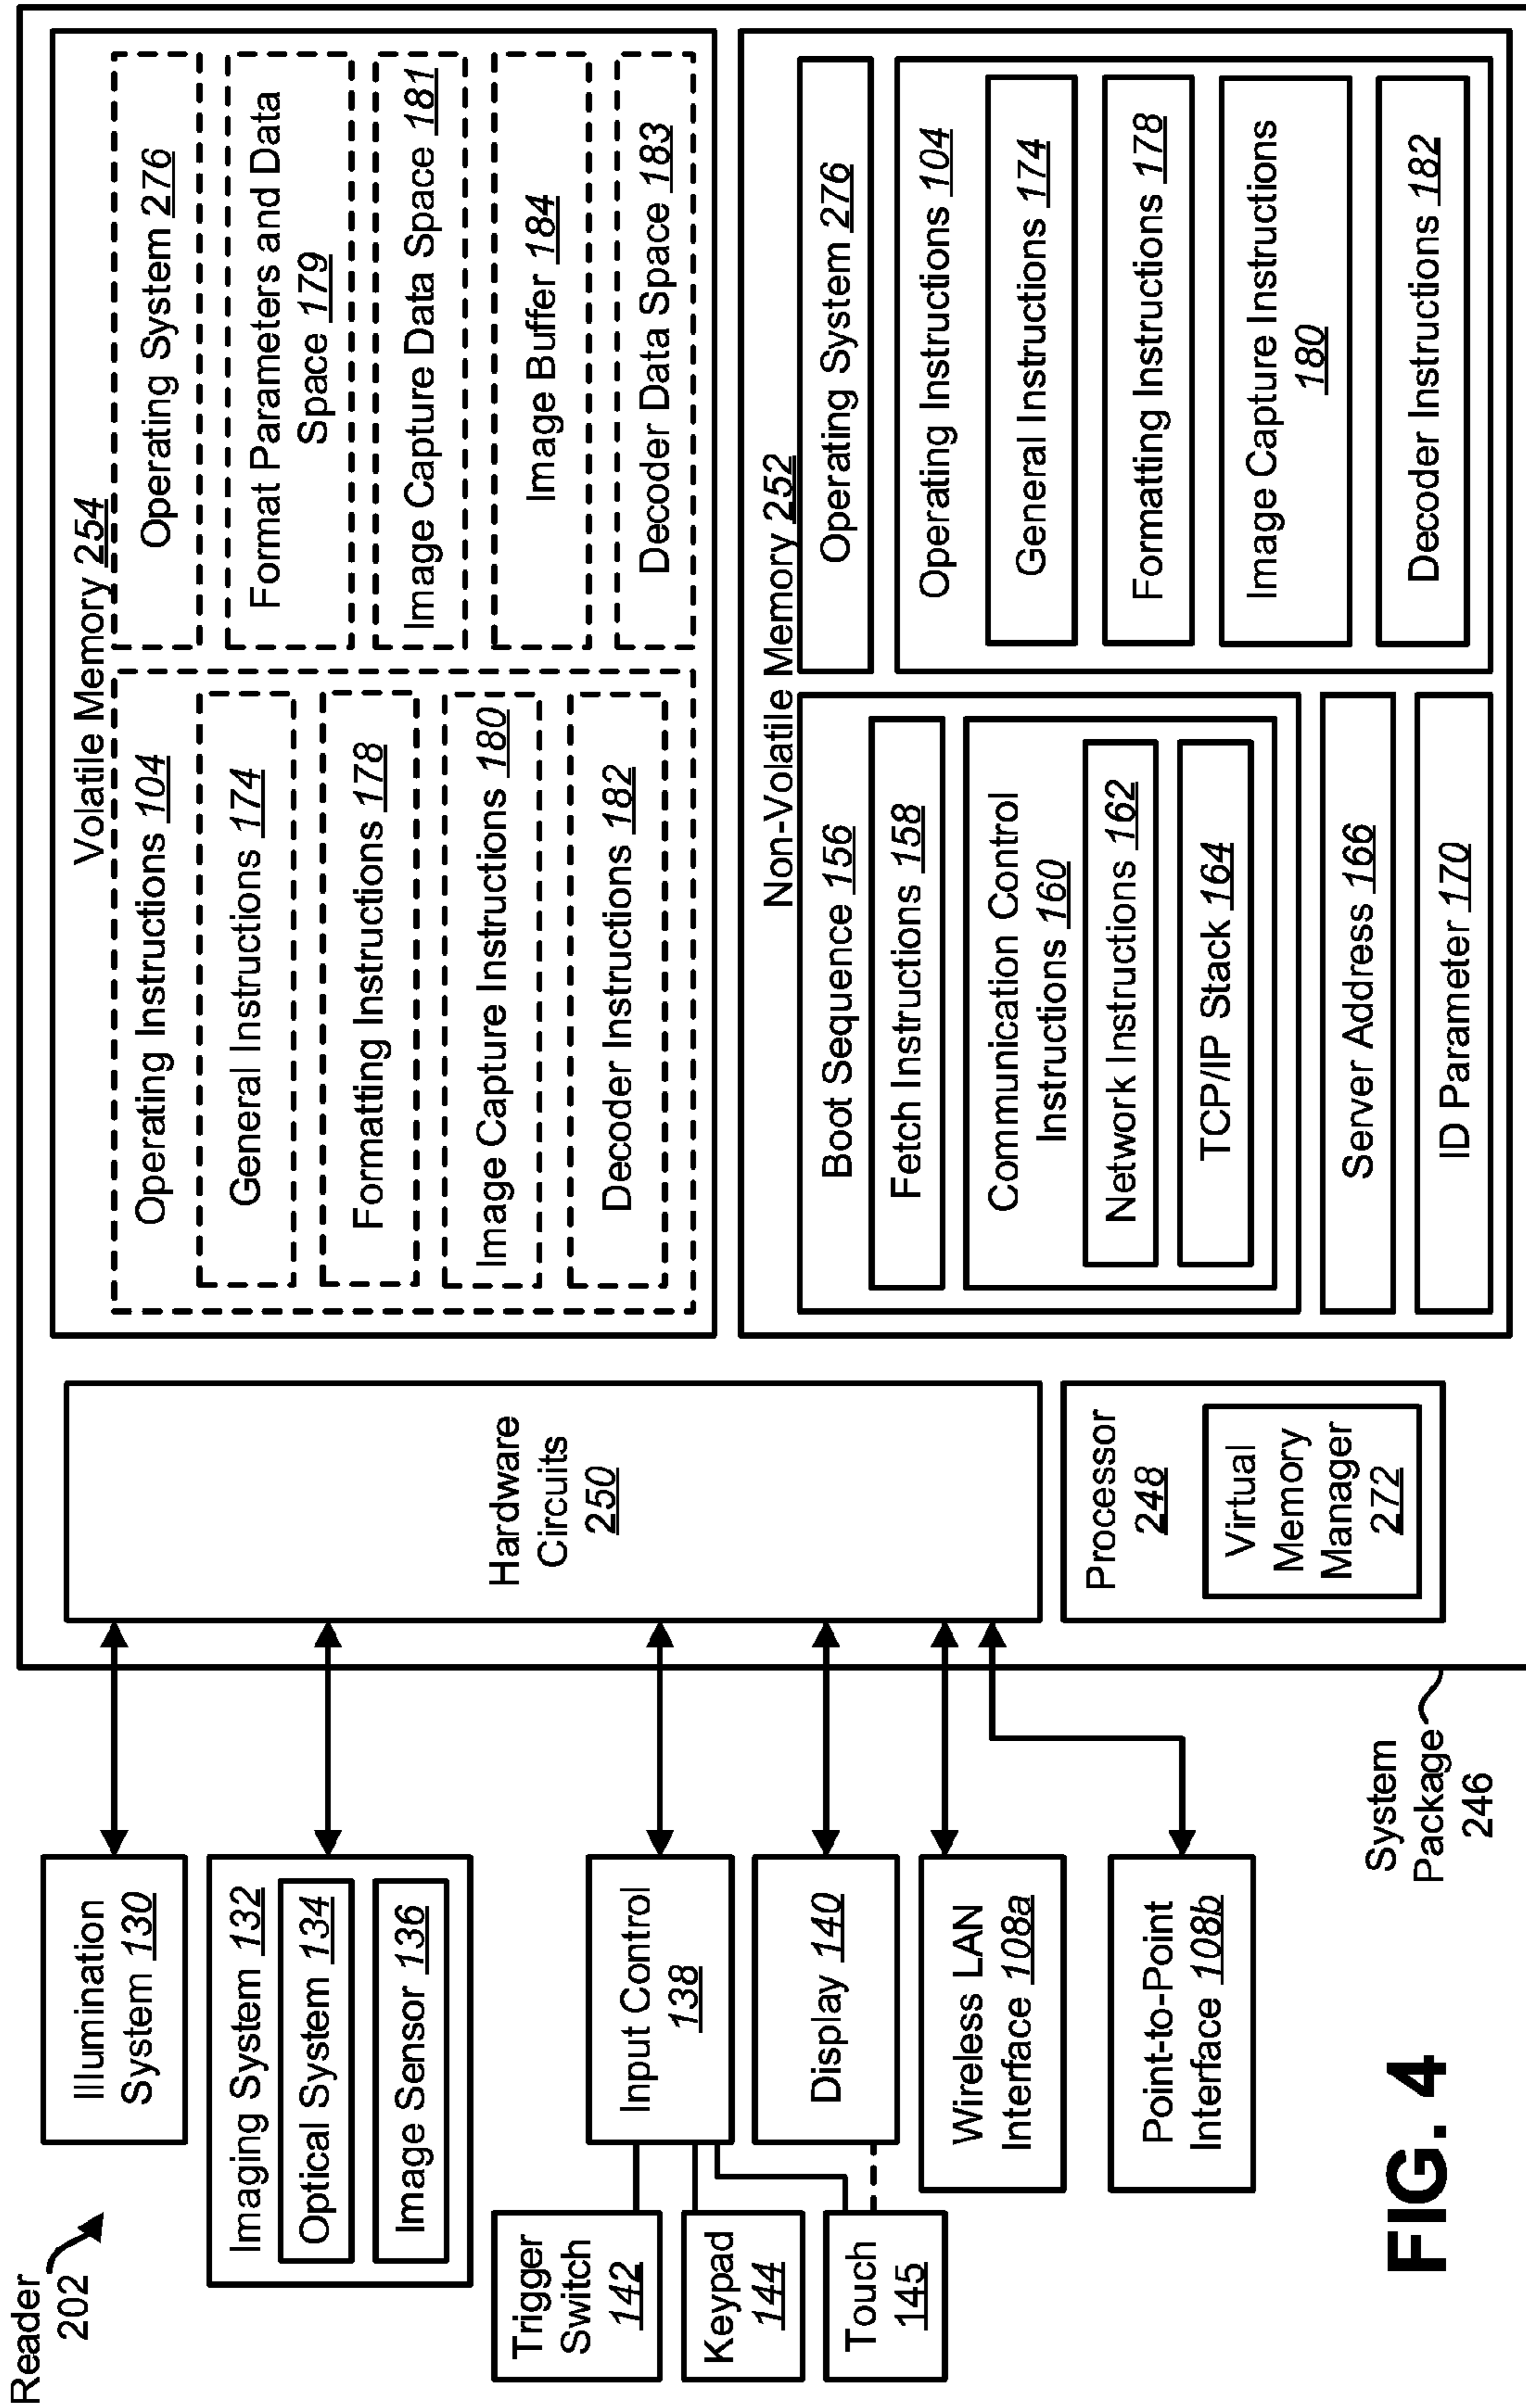 Reader
202
Illumination
System 130
Imaging System 132
Optical System 134
Image Sensor 136
Trigger
Switch
142
Keypad
144
Touch
145
Input Control
138
Display 140
Wireless LAN
Interface 108a
Point-to-Point
Interface 108b
System
Package
246
Hardware
Circuits
250
Processor
248
Virtual
Memory
Manager
272
Volatile Memory 254
Operating Instructions 104
General Instructions 174
Formatting Instructions 178
Image Capture Instructions 180
Decoder Instructions 182
Operating System 276
Format Parameters and Data
Space 179
Image Capture Data Space 181
Image Buffer 184
Decoder Data Space 183
Non-Volatile Memory 252
Boot Sequence 156
Fetch Instructions 158
Communication Control
Instructions 160
Network Instructions 162
TCP/IP Stack 164
Server Address 166
ID Parameter 170
Operating System 276
Operating Instructions 104
General Instructions 174
Formatting Instructions 178
Image Capture Instructions
180
Decoder Instructions 182
FIG. 4